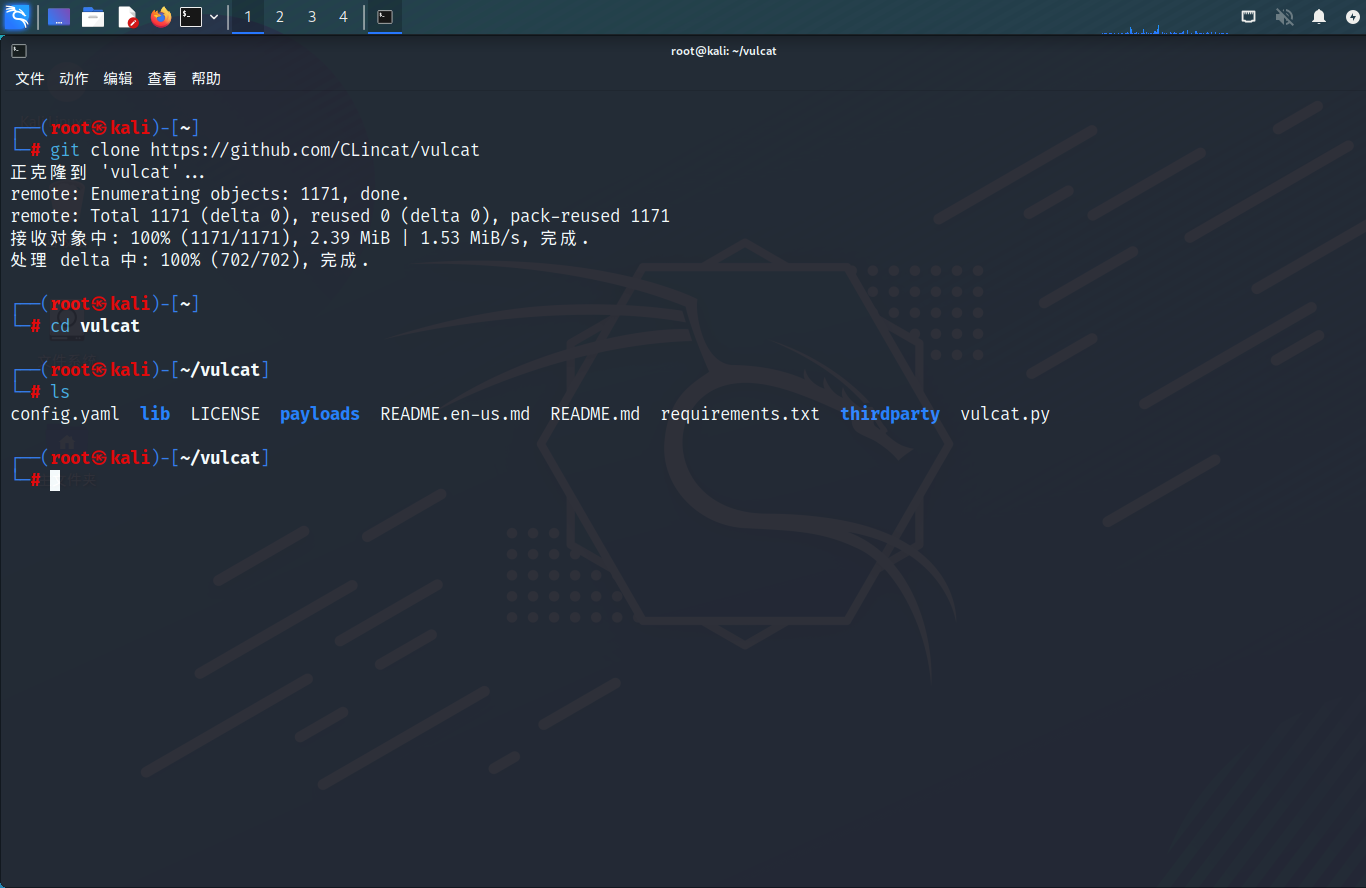 1 2 3 4
root@kali: ~/vulcat
文件 动作 编辑 查看 帮助
┌──(root㉿kali)-[~]
└─# git clone https://github.com/CLincat/vulcat
正克隆到 'vulcat'...
remote: Enumerating objects: 1171, done.
remote: Total 1171 (delta 0), reused 0 (delta 0), pack-reused 1171
接收对象中: 100% (1171/1171), 2.39 MiB | 1.53 MiB/s, 完成.
处理 delta 中: 100% (702/702), 完成.
┌──(root㉿kali)-[~]
└─# cd vulcat
┌──(root㉿kali)-[~/vulcat]
└─# ls
config.yaml lib LICENSE payloads README.en-us.md README.md requirements.txt thirdparty vulcat.py
┌──(root㉿kali)-[~/vulcat]
└─#